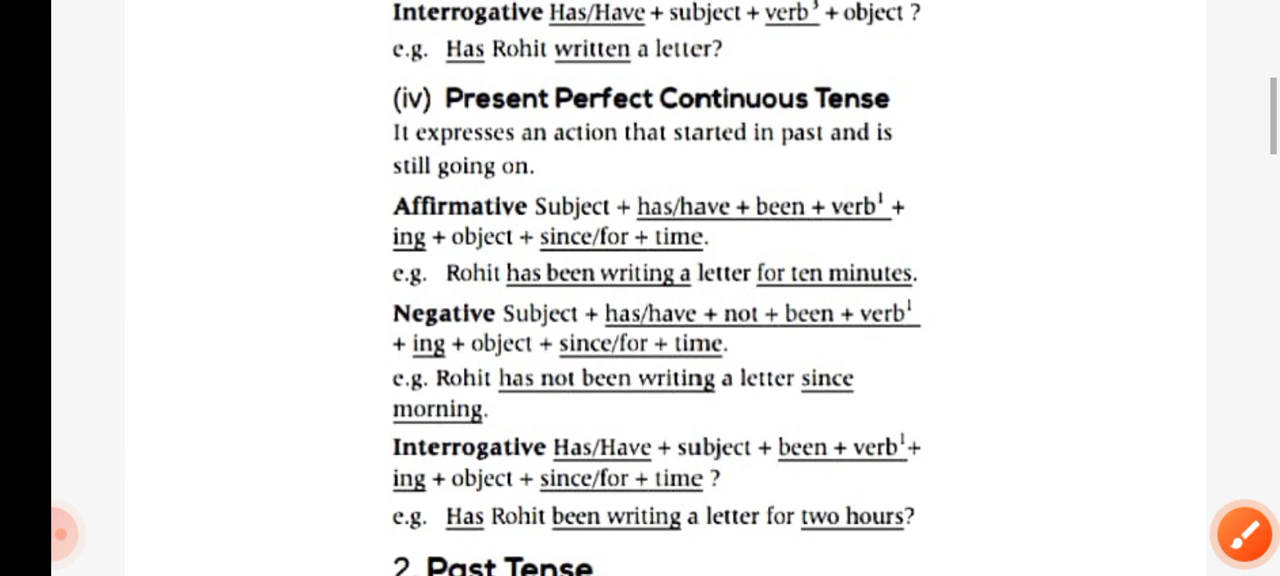 Interrogative Has/Have + subject + verb³ + object ?
e.g. Has Rohit written a letter?
(iv) Present Perfect Continuous Tense
It expresses an action that started in past and is
still going on.
Affirmative Subject + has/have + been + verb¹ +
ing + object + since/for + time.
e.g. Rohit has been writing a letter for ten minutes.
Negative Subject + has/have + not + been + verb¹
+ ing + object + since/for + time.
e.g. Rohit has not been writing a letter since
morning.
Interrogative Has/Have + subject + been + verb¹+
ing + object + since/for + time ?
e.g. Has Rohit been writing a letter for two hours?
2. Past Tense